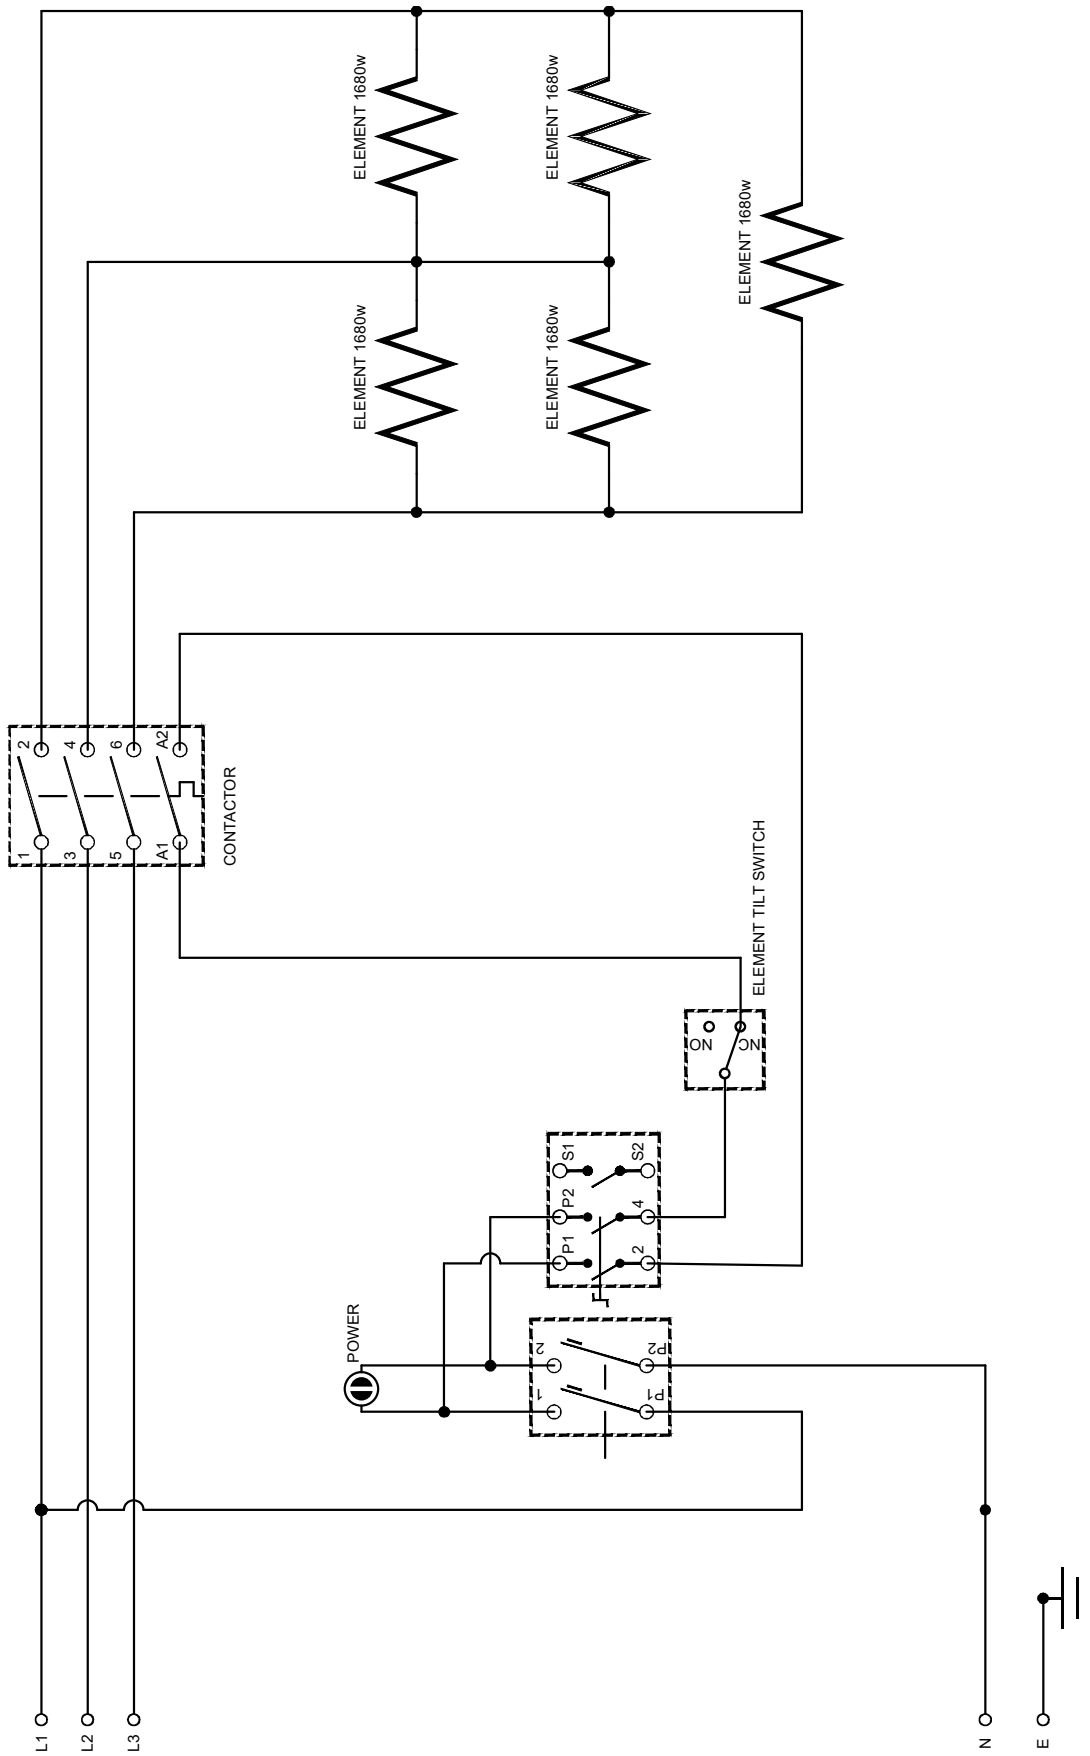 ELEMENT 1680w
ELEMENT 1680w
ELEMENT 1680w
ELEMENT 1680w
ELEMENT 1680w
2
4
6
A2
1
3
5
A1
CONTACTOR
ELEMENT TILT SWITCH
NO
NC
S1
P2
P1
S2
4
2
POWER
2
1
P2
P1
L1
L2
L3
N
E